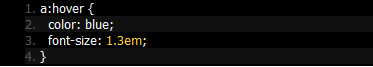 1. a:hover {
2. color: blue;
3. font-size: 1.3em;
4. }